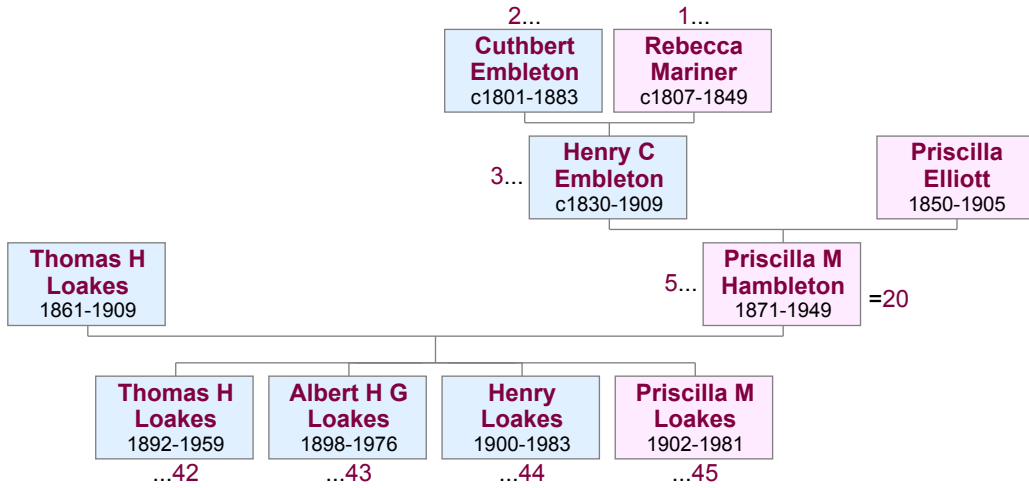 2...
1...
Cuthbert
Embleton
c1801-1883
Rebecca
Mariner
c1807-1849
3...
Henry C
Embleton
c1830-1909
Priscilla
Elliott
1850-1905
Thomas H
Loakes
1861-1909
5...
Priscilla M
Hambleton
1871-1949
=20
Thomas H
Loakes
1892-1959
Albert H G
Loakes
1898-1976
Henry
Loakes
1900-1983
Priscilla M
Loakes
1902-1981
...42
...43
...44
...45